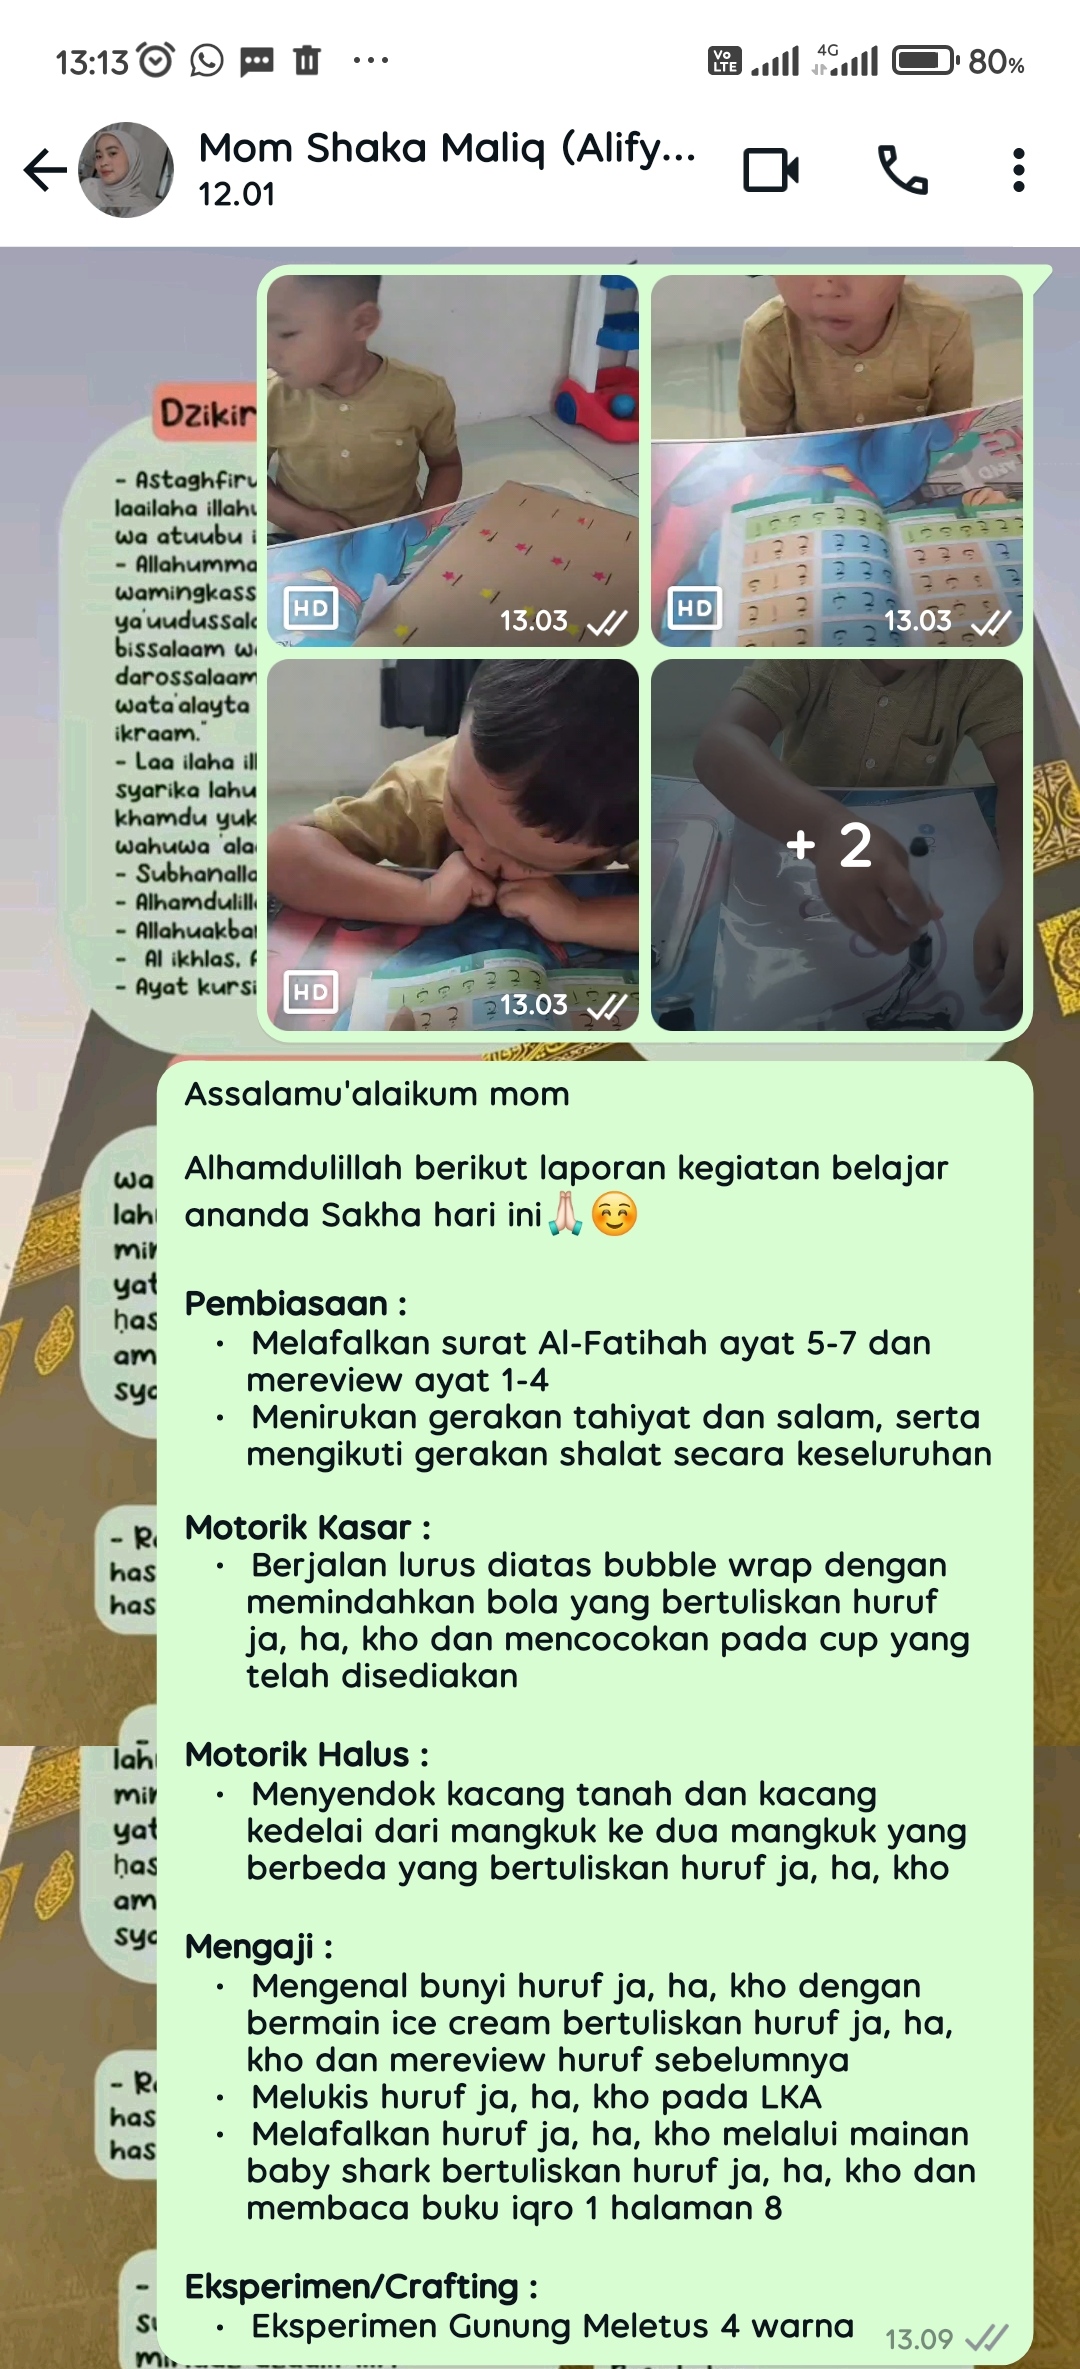 13:13
Vo LTE
4G
80%
Mom Shaka Maliq (Alify...
12.01
Dzikir
- Astaghfiru
laailaha illahu
wa atuubu
- Allahumma
wamingkass
ya'uudussala
bissalaam
darossalaam
wata'alayta
ikraam."
- Laa ilaha ill
syarika lahu
khamdu yuk
wahuwa 'ala
- Subhanalla
- Alhamdulill
- Allahuakba
- Al ikhlas,
- Ayat kursi
HD
13.03
HD
13.03
HD
13.03
+ 2
Assalamu'alaikum mom
Alhamdulillah berikut laporan kegiatan belajar
ananda Sakha hari ini🙏🏻☺️
Pembiasaan :
• Melafalkan surat Al-Fatihah ayat 5-7 dan
mereview ayat 1-4
• Menirukan gerakan tahiyat dan salam, serta
mengikuti gerakan shalat secara keseluruhan
Motorik Kasar :
• Berjalan lurus diatas bubble wrap dengan
memindahkan bola yang bertuliskan huruf
ja, ha, kho dan mencocokan pada cup yang
telah disediakan
Motorik Halus :
• Menyendok kacang tanah dan kacang
kedelai dari mangkuk ke dua mangkuk yang
berbeda yang bertuliskan huruf ja, ha, kho
Mengaji :
• Mengenal bunyi huruf ja, ha, kho dengan
bermain ice cream bertuliskan huruf ja, ha,
kho dan mereview huruf sebelumnya
• Melukis huruf ja, ha, kho pada LKA
• Melafalkan huruf ja, ha, kho melalui mainan
baby shark bertuliskan huruf ja, ha, kho dan
membaca buku iqro 1 halaman 8
Eksperimen/Crafting :
• Eksperimen Gunung Meletus 4 warna
13.09